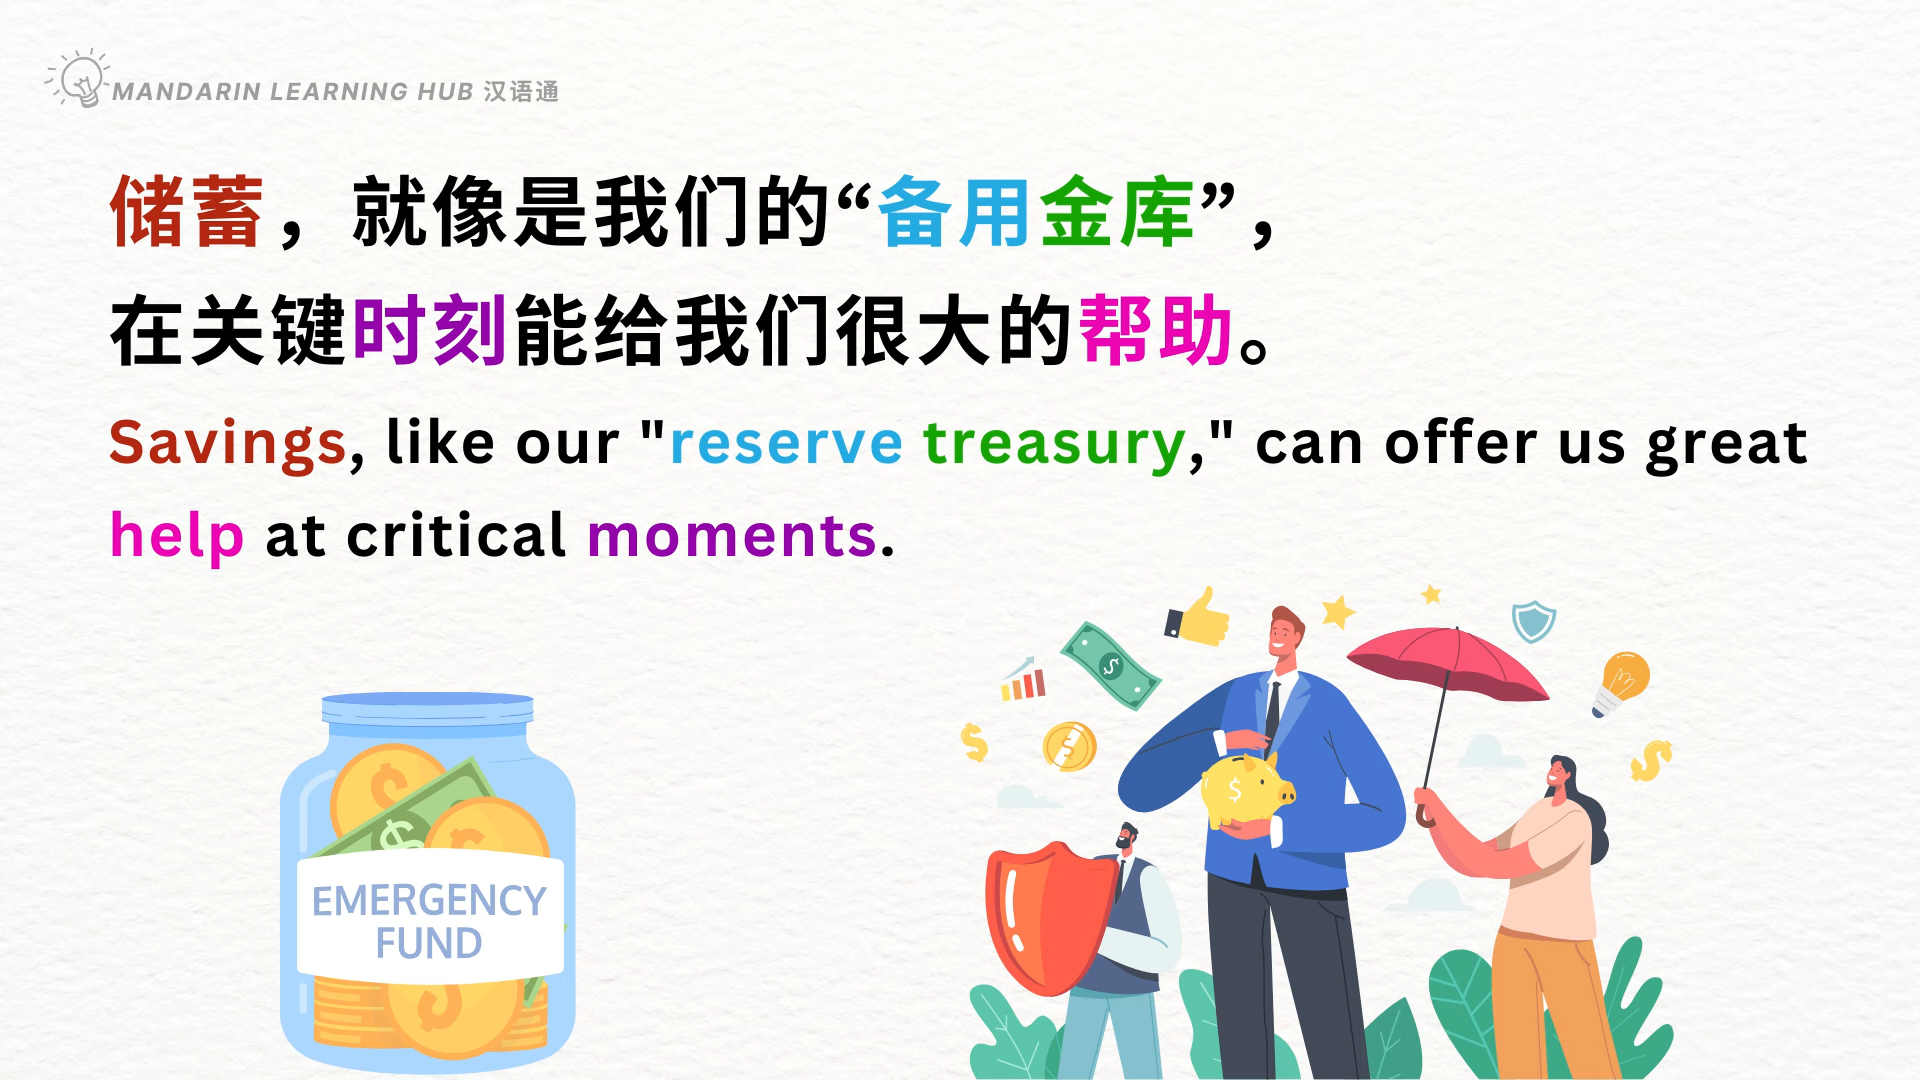 MANDARIN LEARNING HUB 汉语通
储蓄，就像是我们的“备用金库”，
在关键时刻能给我们很大的帮助。
Savings, like our "reserve treasury," can offer us great
help at critical moments.
EMERGENCY
FUND